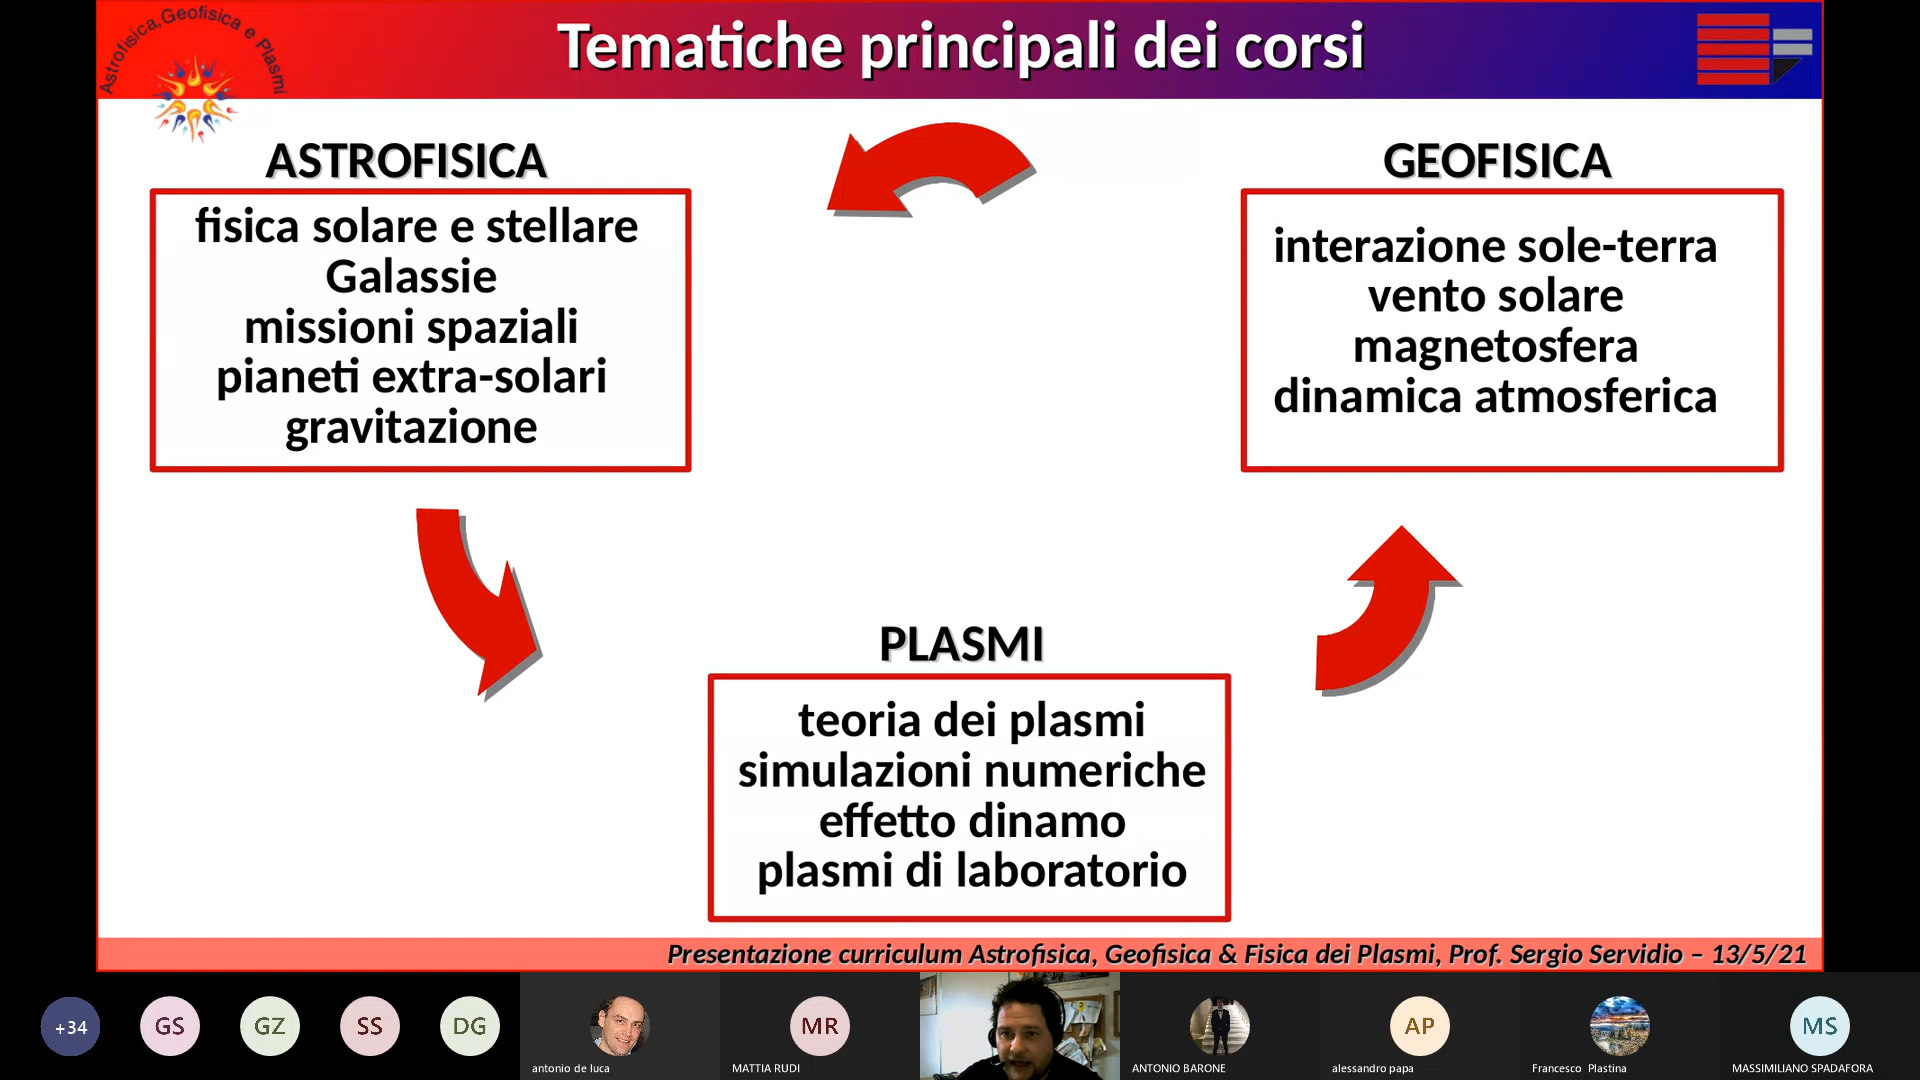 Astrofisica, Geofisica e Plasmi
Tematiche principali dei corsi
ASTROFISICA
fisica solare e stellare
Galassie
missioni spaziali
pianeti extra-solari
gravitazione
GEOFISICA
interazione sole-terra
vento solare
magnetosfera
dinamica atmosferica
PLASMI
teoria dei plasmi
simulazioni numeriche
effetto dinamo
plasmi di laboratorio
Presentazione curriculum Astrofisica, Geofisica & Fisica dei Plasmi, Prof. Sergio Servidio – 13/5/21
+34
GS
GZ
SS
DG
antonio de luca
MR
MATTIA RUDI
ANTONIO BARONE
AP
alessandro papa
Francesco Plastina
MS
MASSIMILIANO SPADAFORA